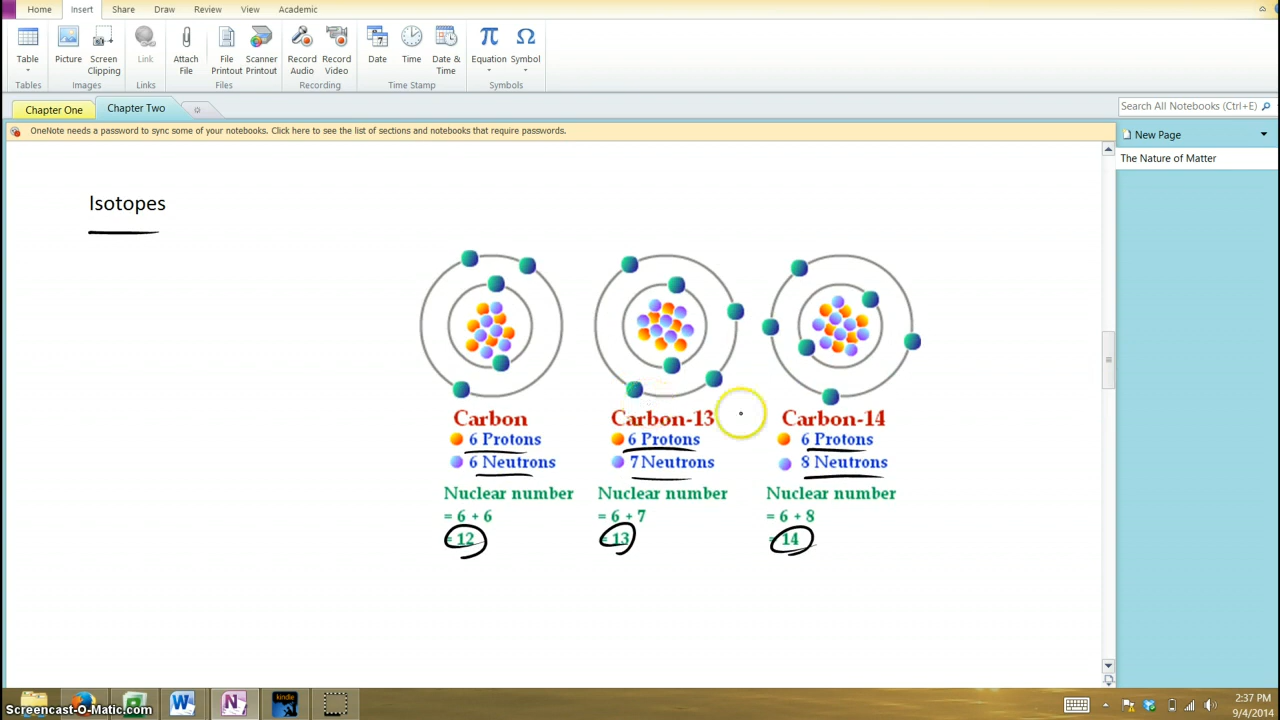 Home Insert Share Draw Review View Academic
Table Picture Screen Clipping Link Attach File File Printout Scanner Printout Record Audio Record Video Date Time Date & Time Equation Symbol
Tables Images Links Files Recording Time Stamp Symbols
Chapter One Chapter Two
Search All Notebooks (Ctrl+E)
OneNote needs a password to sync some of your notebooks. Click here to see the list of sections and notebooks that require passwords.
New Page
The Nature of Matter
Isotopes
Carbon Carbon-13 Carbon-14
6 Protons 6 Protons 6 Protons
6 Neutrons 7 Neutrons 8 Neutrons
Nuclear number Nuclear number Nuclear number
= 6 + 6 = 6 + 7 = 6 + 8
= 12 = 13 = 14
kindle
Screencast-O-Matic.com
2:37 PM
9/4/2014